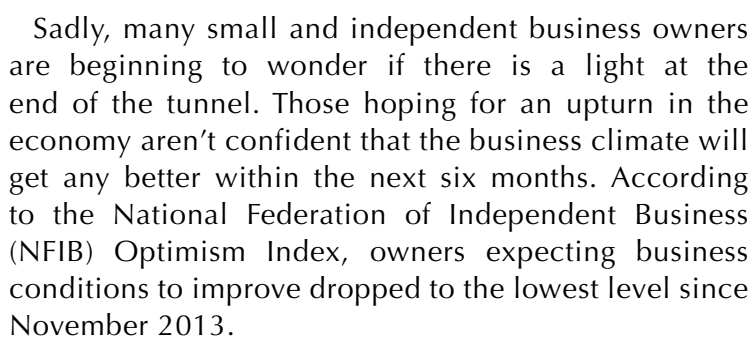 Sadly, many small and independent business owners
are beginning to wonder if there is a light at the
end of the tunnel. Those hoping for an upturn in the
economy aren’t confident that the business climate will
get any better within the next six months. According
to the National Federation of Independent Business
(NFIB) Optimism Index, owners expecting business
conditions to improve dropped to the lowest level since
November 2013.